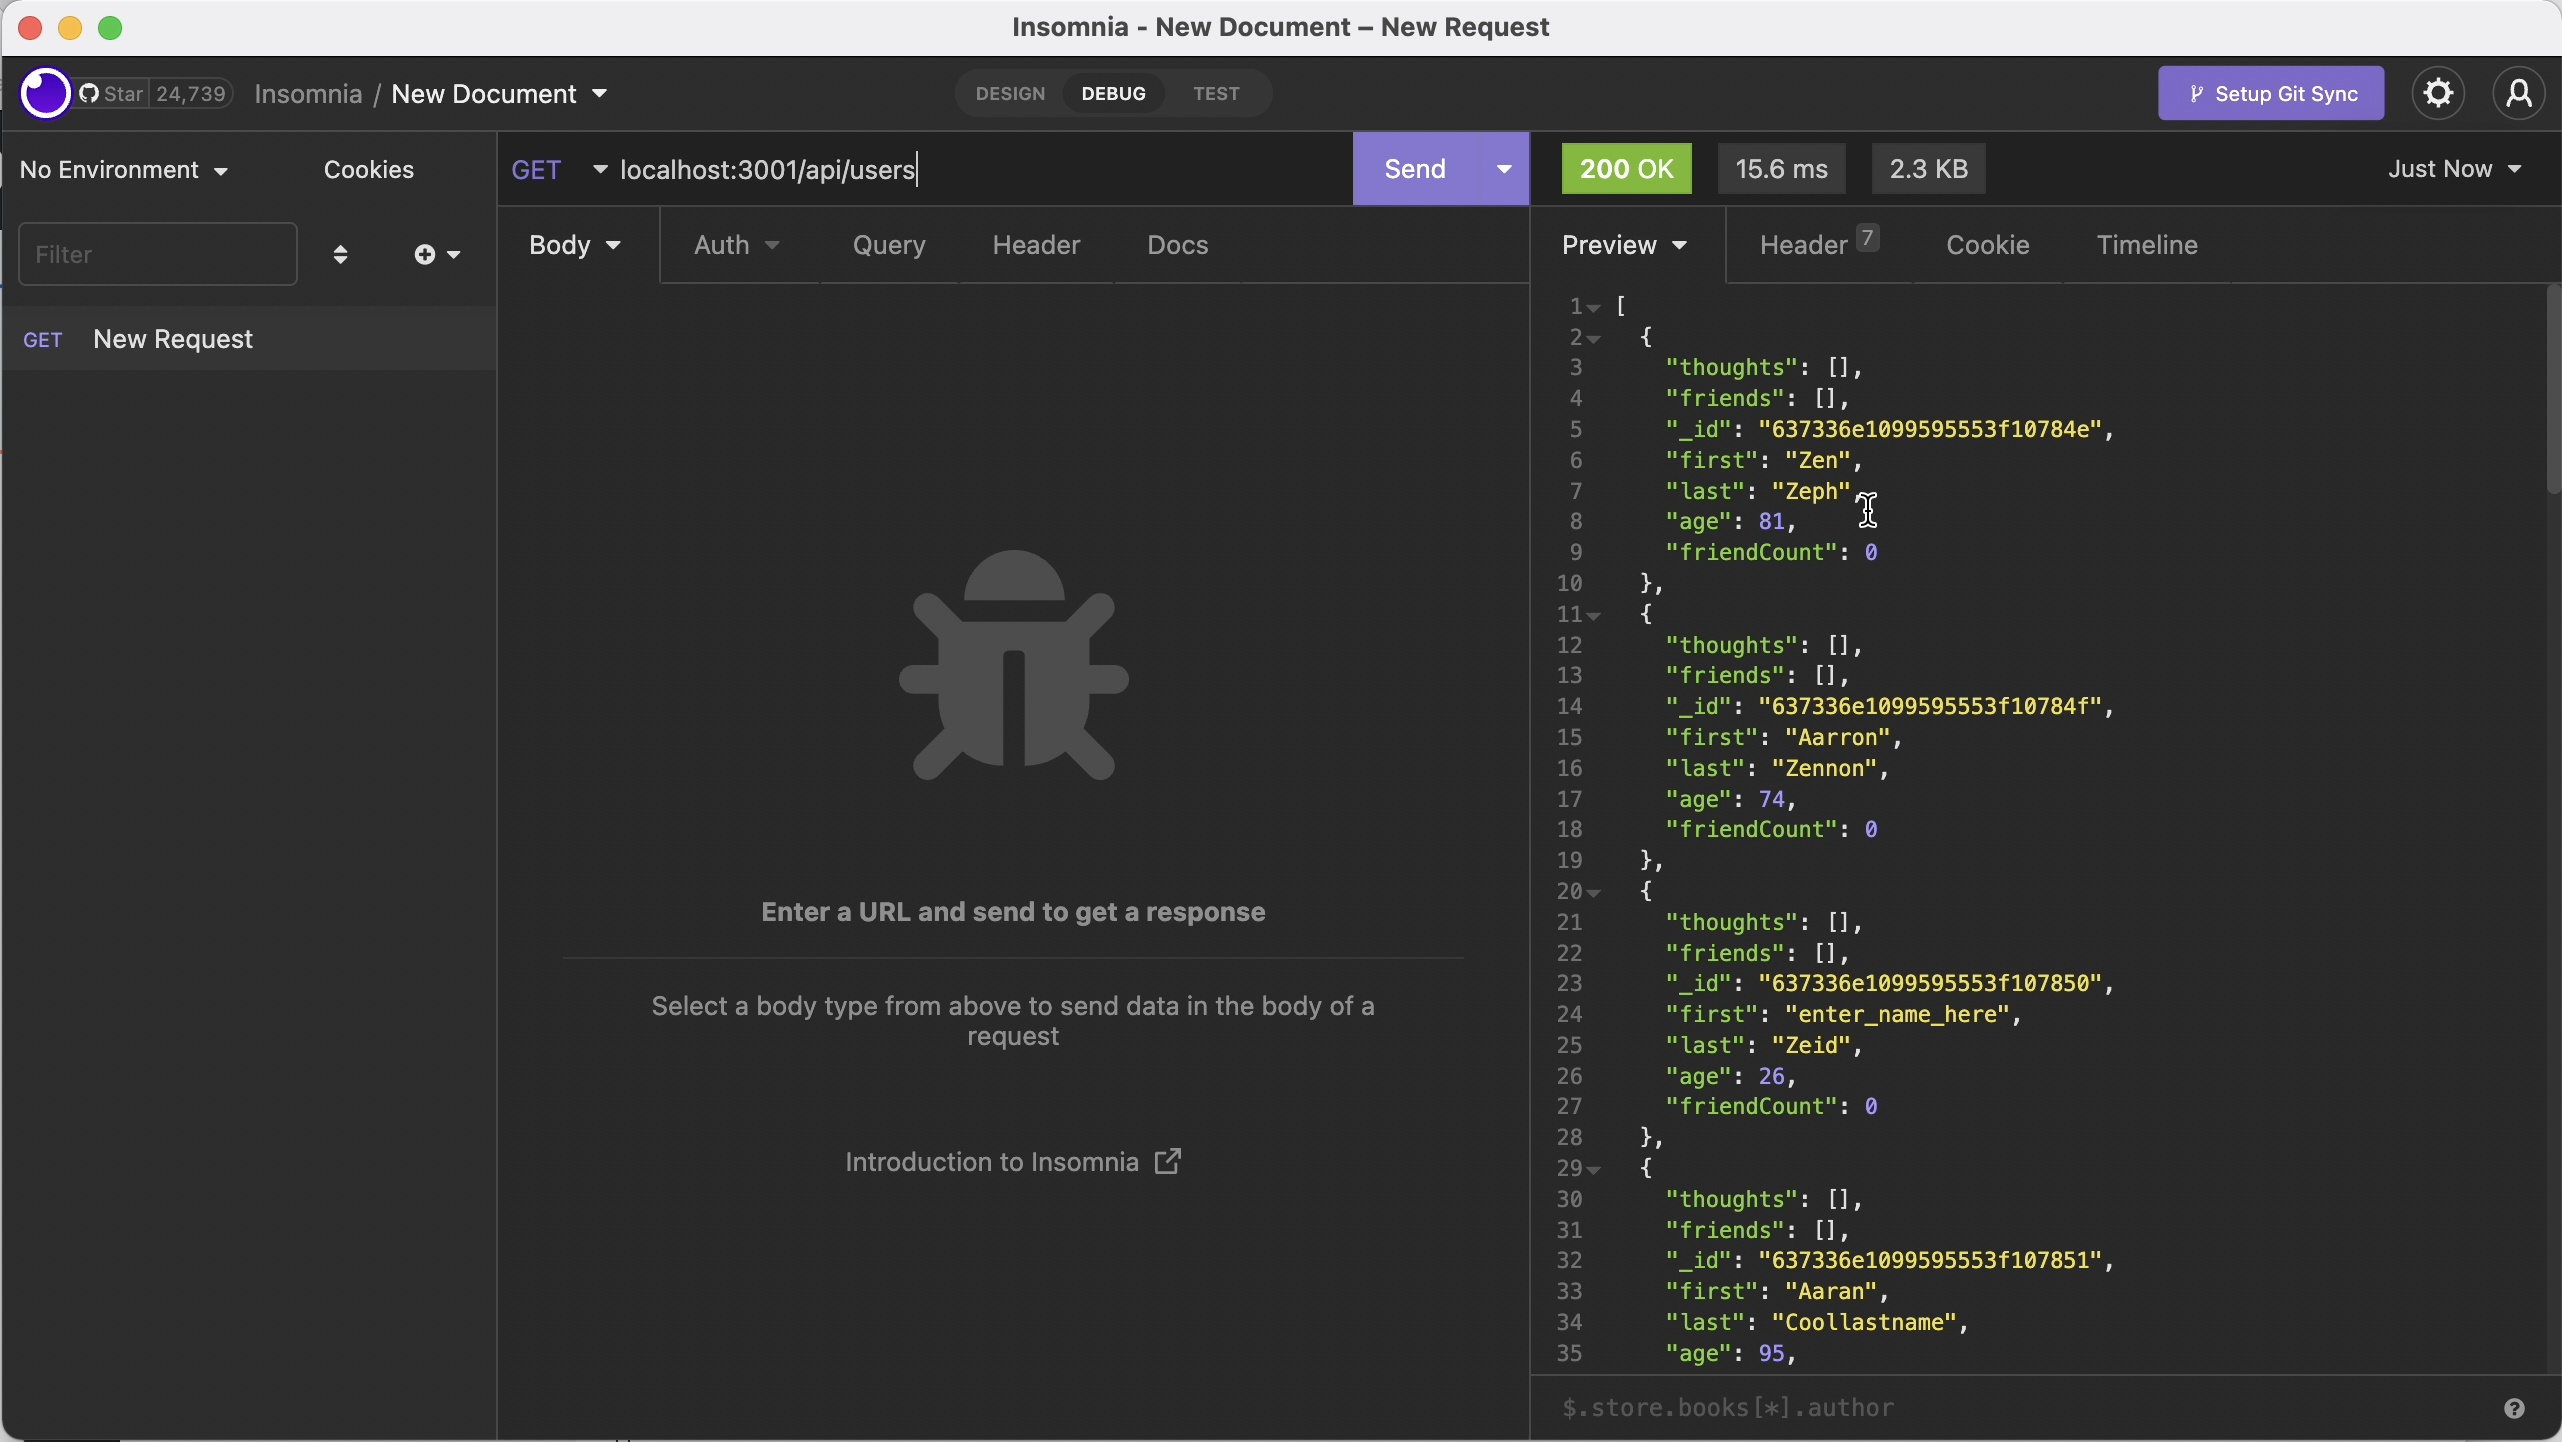 Insomnia - New Document – New Request
Star 24,739 Insomnia / New Document
DESIGN DEBUG TEST
Setup Git Sync
No Environment Cookies
GET localhost:3001/api/users Send
200 OK 15.6 ms 2.3 KB Just Now
Filter
Body Auth Query Header Docs
Preview Header 7 Cookie Timeline
GET New Request
Enter a URL and send to get a response
Select a body type from above to send data in the body of a
request
Introduction to Insomnia
1 [
2 {
3 "thoughts": [],
4 "friends": [],
5 "_id": "637336e1099595553f10784e",
6 "first": "Zen",
7 "last": "Zeph",
8 "age": 81,
9 "friendCount": 0
10 },
11 {
12 "thoughts": [],
13 "friends": [],
14 "_id": "637336e1099595553f10784f",
15 "first": "Aarron",
16 "last": "Zennon",
17 "age": 74,
18 "friendCount": 0
19 },
20 {
21 "thoughts": [],
22 "friends": [],
23 "_id": "637336e1099595553f107850",
24 "first": "enter_name_here",
25 "last": "Zeid",
26 "age": 26,
27 "friendCount": 0
28 },
29 {
30 "thoughts": [],
31 "friends": [],
32 "_id": "637336e1099595553f107851",
33 "first": "Aaran",
34 "last": "Coollastname",
35 "age": 95,
$.store.books[*].author